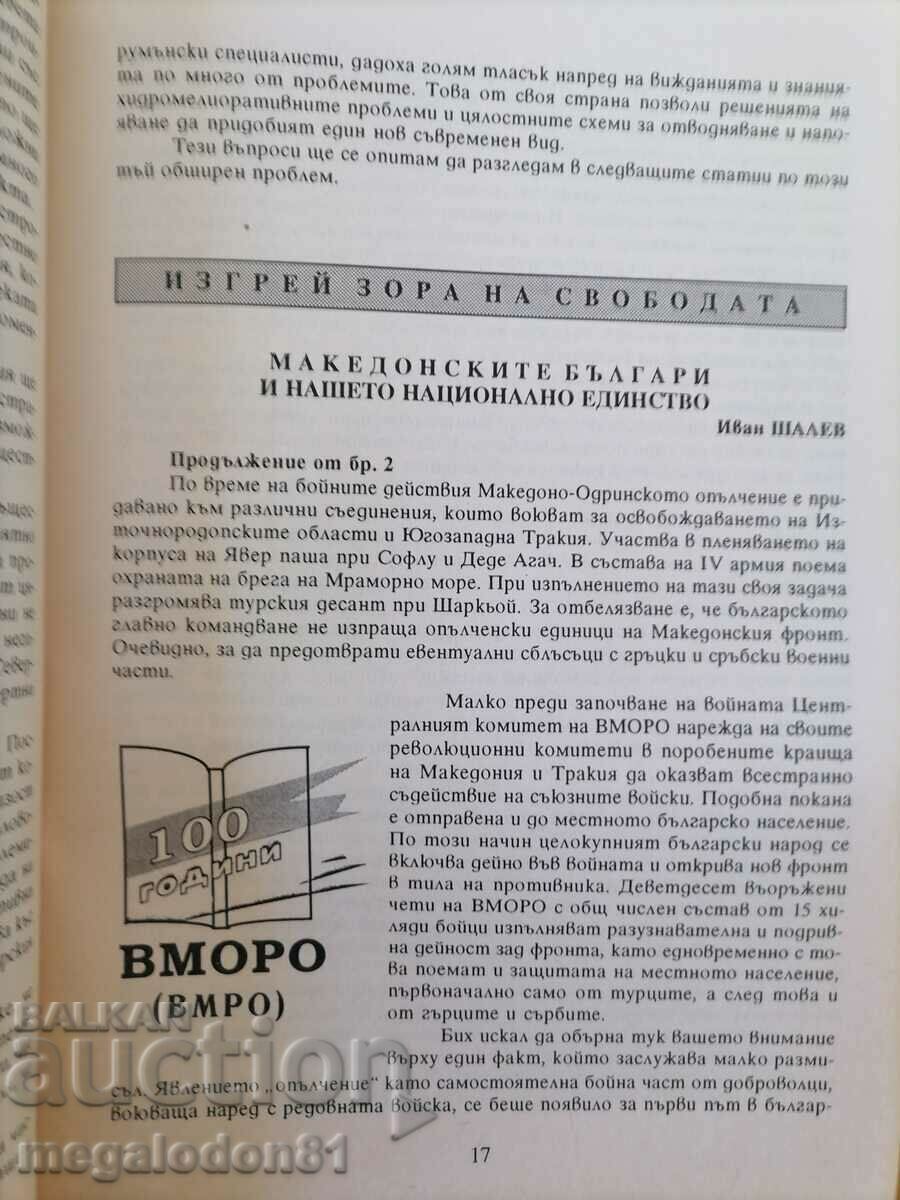 румънски специалисти, дадоха голям тласък напред на вижданията и знания-
та по много от проблемите. Това от своя страна позволи решенията на
хидромелиоративните проблеми и цялостните схеми за отводняване и напо-
яване да придобият един нов съвременен вид.
Тези въпроси ще се опитам да разгледам в следващите статии по този
тъй обширен проблем.
ИЗГРЕЙ ЗОРА НА СВОБОДАТА
МАКЕДОНСКИТЕ БЪЛГАРИ
И НАШЕТО НАЦИОНАЛНО ЕДИНСТВО
Иван ШАЛЕВ
Продължение от бр. 2
По време на бойните действия Македоно-Одринското опълчение е при-
давано към различни съединения, които воюват за освобождаването на Из-
точнородопските области и Югозападна Тракия. Участва в пленяването на
корпуса на Явер паша при Софлу и Деде Агач. В състава на IV армия поема
охраната на брега на Мраморно море. При изпълнението на тази своя задача
разгромява турския десант при Шаркьой. За отбелязване е, че българското
главно командване не изпраща опълченски единици на Македонския фронт.
Очевидно, за да предотврати евентуални сблъсъци с гръцки и сръбски военни
части.
Малко преди започване на войната Цент-
ралният комитет на ВМОРО нарежда на своите
революционни комитети в поробените краища
на Македония и Тракия да оказват всестранно
съдействие на съюзните войски. Подобна покана
е отправена и до местното българско население.
По този начин целокупният български народ се
включва дейно във войната и открива нов фронт
в тила на противника. Деветдесет въоръжени
чети на ВМОРО с общ числен състав от 15 хи-
ляди бойци изпълняват разузнавателна и подрив-
на дейност зад фронта, като едновременно с то-
ва поемат и защитата на местното население,
първоначално само от турците, а след това и
от гърците и сърбите.
Бих искал да обърна тук вашето внимание
върху един факт, който заслужава малко разми-
съл. Явлението „опълчение“ като самостоятелна бойна част от доброволци,
воюваща наред с редовната войска, се беше появило за първи път в българ-
100
ГОДИНИ
ВМОРО
(ВМРО)
BALKAN
auction
megalodon81
17